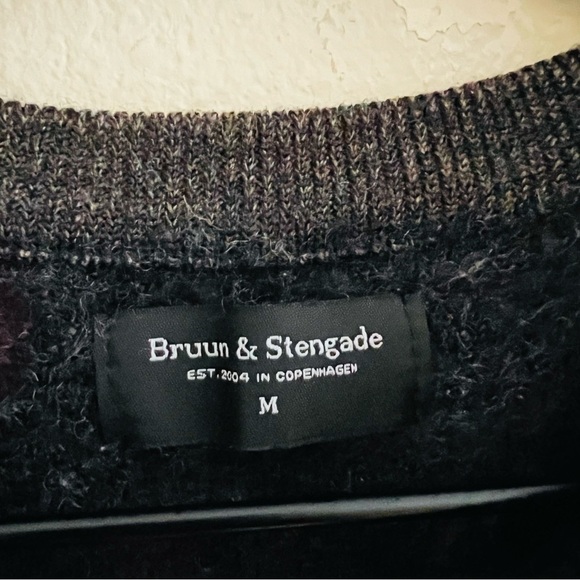 Bruun & Stengade
EST. 2004 IN COPENHAGEN
M